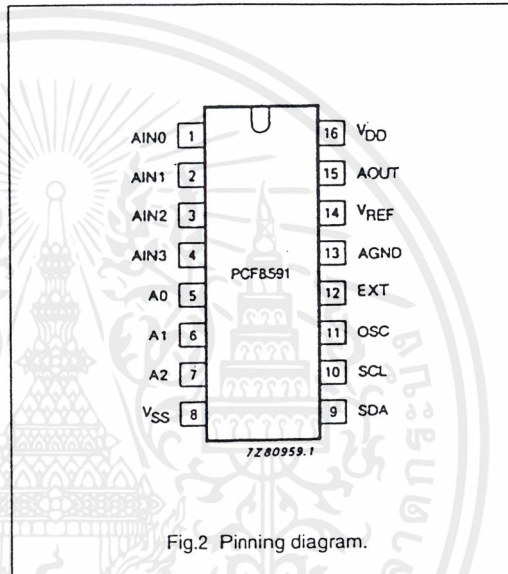 AIN0 1
AIN1 2
AIN2 3
AIN3 4
A0 5
A1 6
A2 7
VSS 8
PCF8591
16 VDD
15 AOUT
14 VREF
13 AGND
12 EXT
11 OSC
10 SCL
9 SDA
7Z80959.1
Fig.2 Pinning diagram.